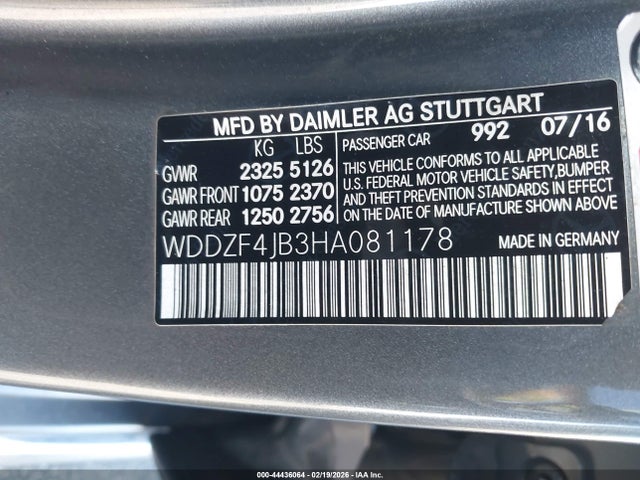 MFD BY DAIMLER AG STUTTGART
KG LBS PASSENGER CAR 992 07/16
GVWR 2325 5126
GAWR FRONT 1075 2370
GAWR REAR 1250 2756
THIS VEHICLE CONFORMS TO ALL APPLICABLE
U.S. FEDERAL MOTOR VEHICLE SAFETY, BUMPER
AND THEFT PREVENTION STANDARDS IN EFFECT
ON THE DATE OF MANUFACTURE SHOWN ABOVE
WDDZF4JB3HA081178 MADE IN GERMANY
000-44436064 - 02/19/2026 - IAA Inc.